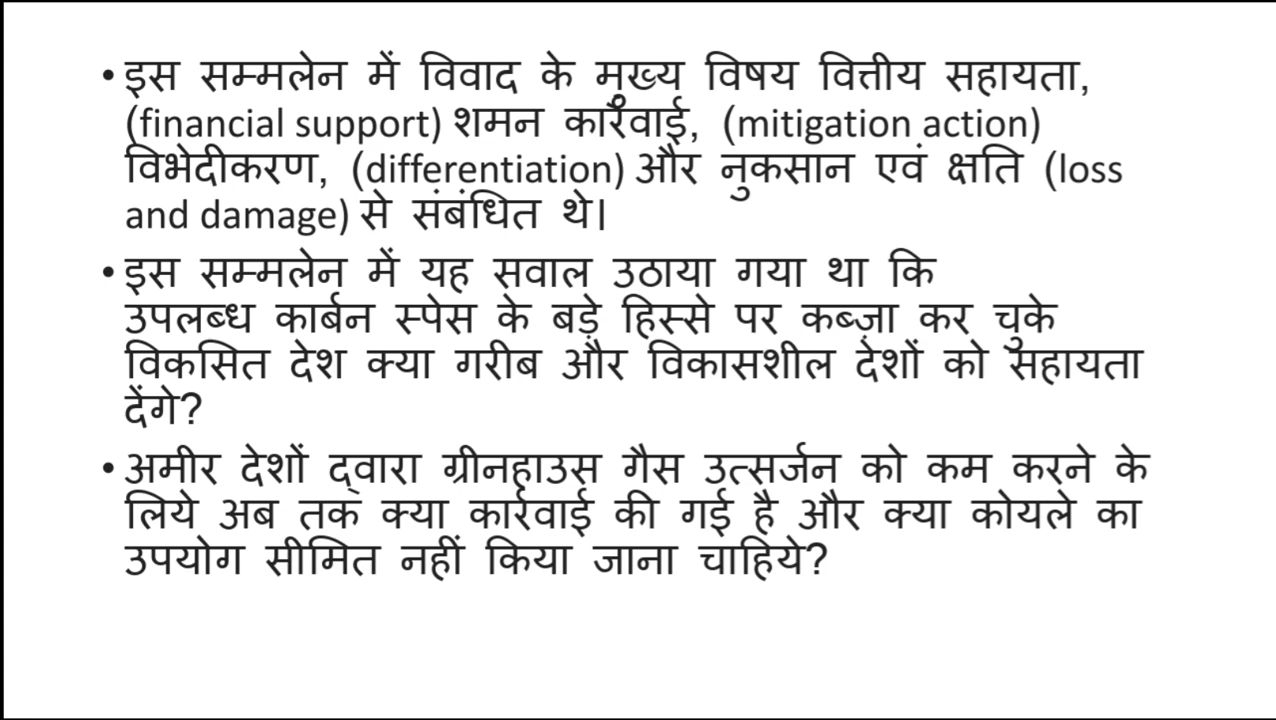 • इस सम्मलेन में विवाद के मुख्य विषय वित्तीय सहायता,
(financial support) शमन कार्रवाई, (mitigation action)
विभेदीकरण, (differentiation) और नुकसान एवं क्षति (loss
and damage) से संबंधित थे।
• इस सम्मलेन में यह सवाल उठाया गया था कि
उपलब्ध कार्बन स्पेस के बड़े हिस्से पर कब्ज़ा कर चुके
विकसित देश क्या गरीब और विकासशील देशों को सहायता
देंगे?
• अमीर देशों द्वारा ग्रीनहाउस गैस उत्सर्जन को कम करने के
लिये अब तक क्या कार्रवाई की गई है और क्या कोयले का
उपयोग सीमित नहीं किया जाना चाहिये?